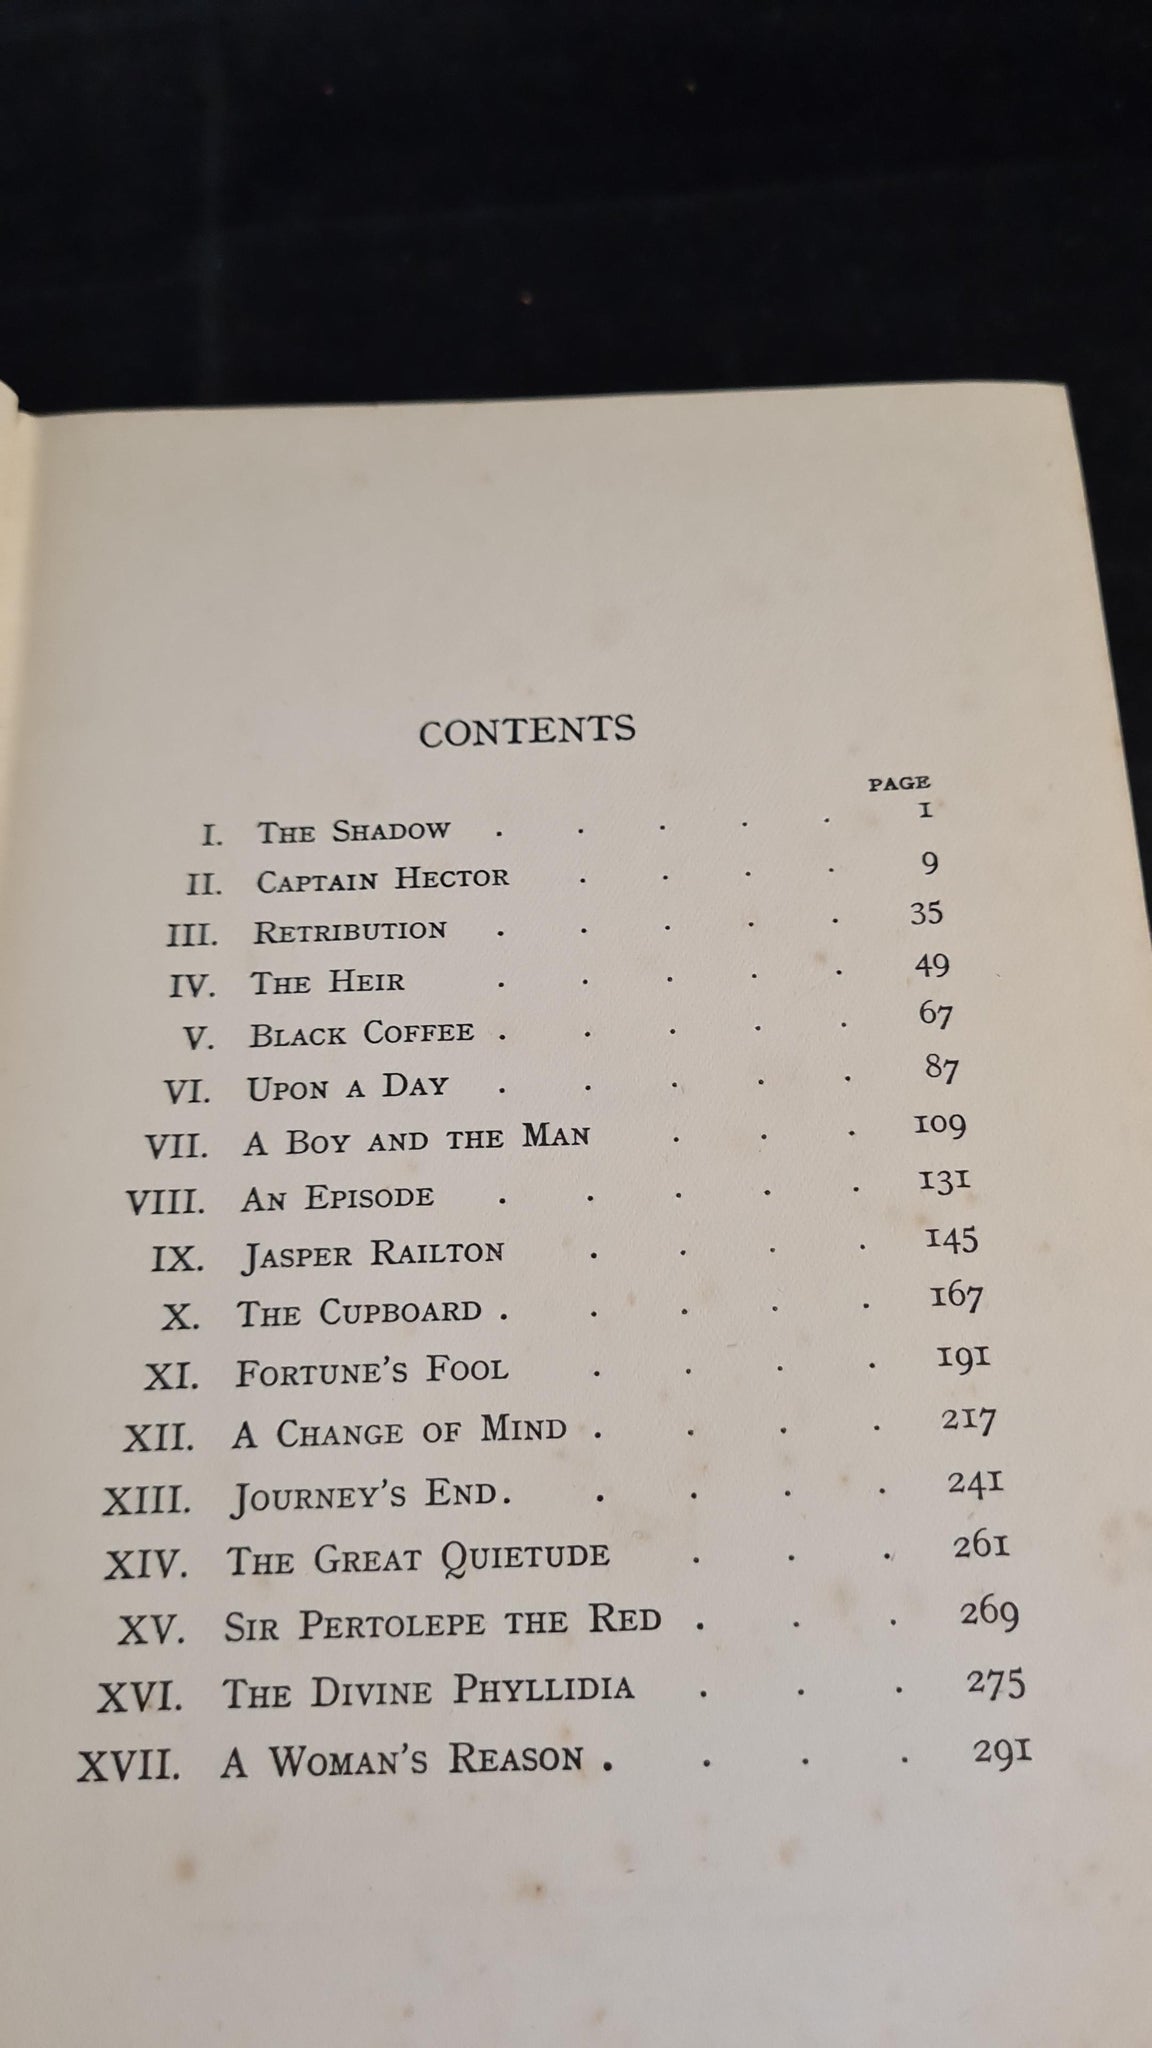 CONTENTS
PAGE
I. THE SHADOW . . . . . 1
II. CAPTAIN HECTOR . . . . 9
III. RETRIBUTION . . . . . 35
IV. THE HEIR . . . . . 49
V. BLACK COFFEE . . . . . 67
VI. UPON A DAY . . . . . 87
VII. A BOY AND THE MAN . . . 109
VIII. AN EPISODE . . . . . 131
IX. JASPER RAILTON . . . . 145
X. THE CUPBOARD . . . . . 167
XI. FORTUNE'S FOOL . . . . 191
XII. A CHANGE OF MIND . . . . 217
XIII. JOURNEY'S END . . . . . 241
XIV. THE GREAT QUIETUDE . . . 261
XV. SIR PERTOLEPE THE RED . . . 269
XVI. THE DIVINE PHYLLIDIA . . . 275
XVII. A WOMAN'S REASON . . . . 291